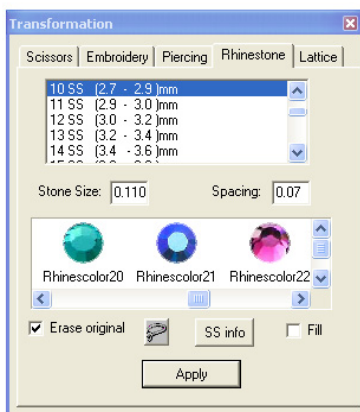 Transformation
Scissors Embroidery Piercing Rhinestone Lattice
10 SS (2.7 - 2.9 )mm
11 SS (2.9 - 3.0 )mm
12 SS (3.0 - 3.2 )mm
13 SS (3.2 - 3.4 )mm
14 SS (3.4 - 3.6 )mm
Stone Size: 0.110 Spacing: 0.07
Rhinescolor20 Rhinescolor21 Rhinescolor22
Erase original SS info Fill
Apply